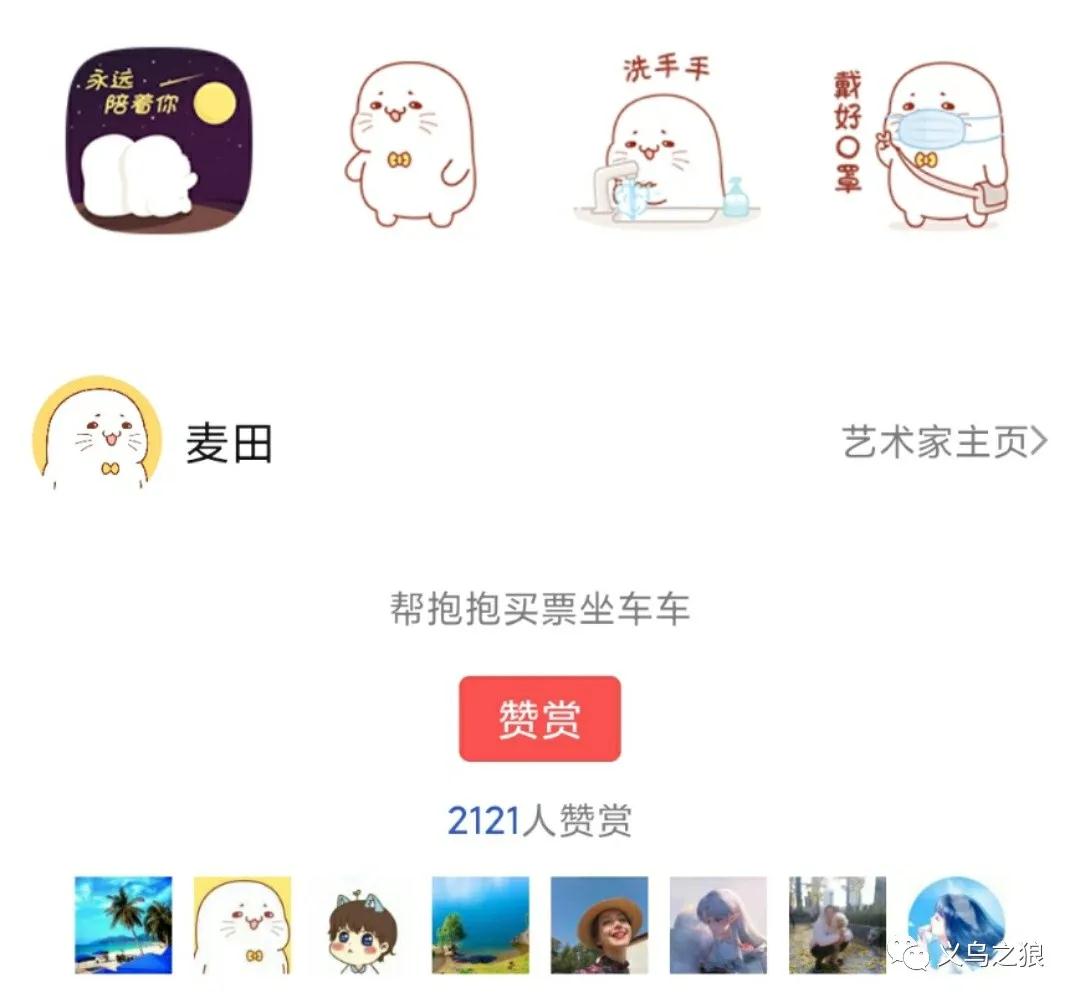 永远
陪着你
洗手手
戴好口罩
麦田
艺术家主页>
帮抱抱买票坐车车
赞赏
2121人赞赏
义乌之狼